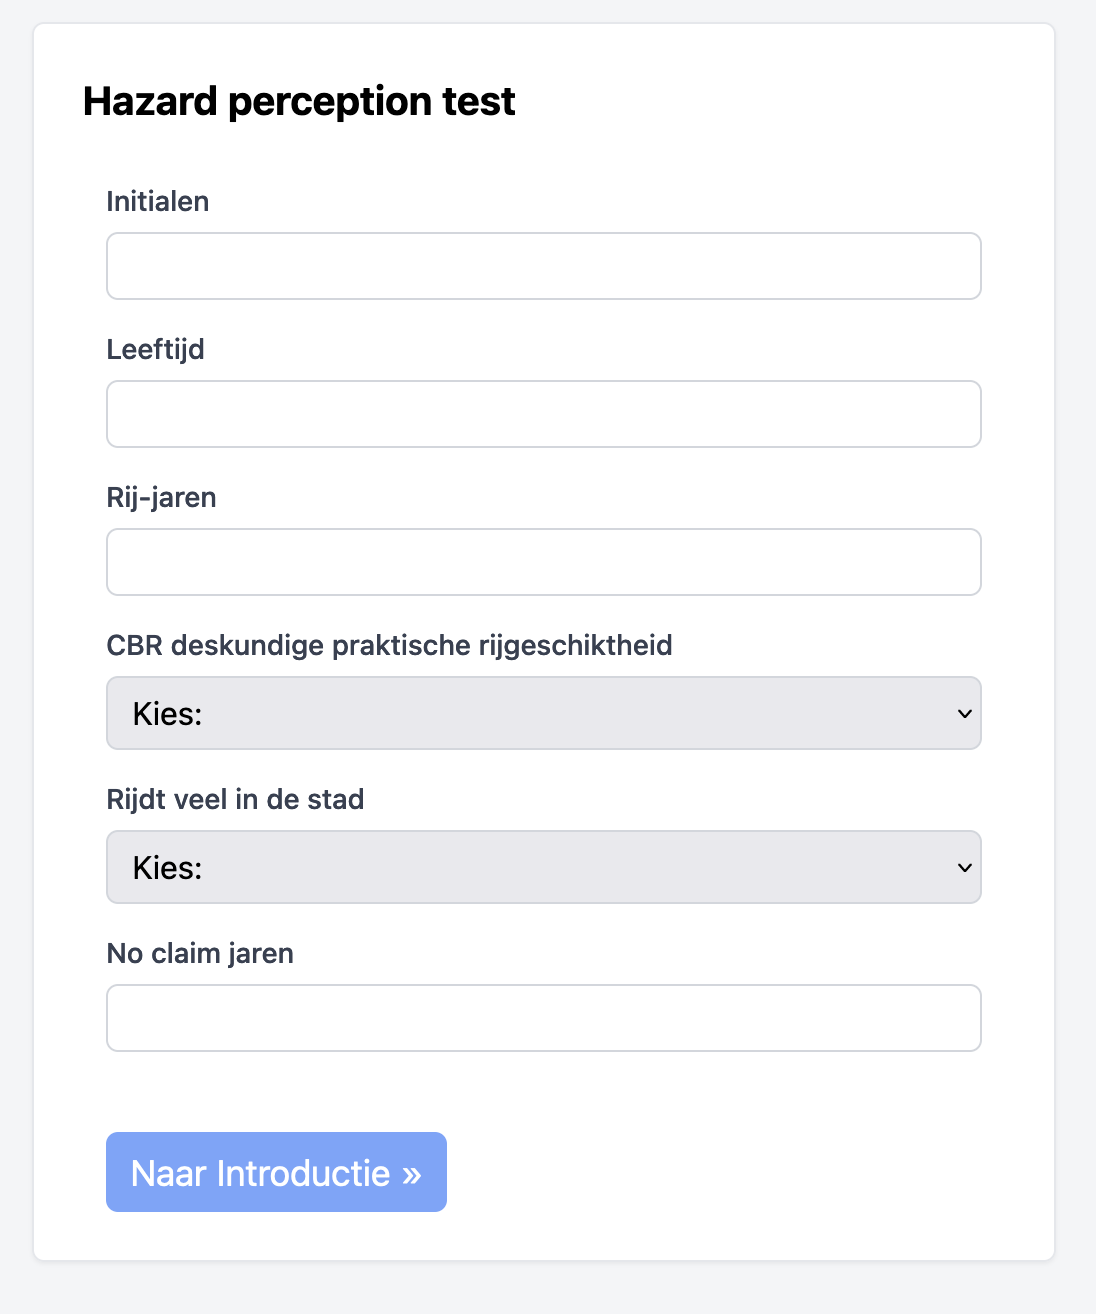 Hazard perception test
Initialen
Leeftijd
Rij-jaren
CBR deskundige praktische rijgeschiktheid
Kies:
Rijdt veel in de stad
Kies:
No claim jaren
Naar Introductie »